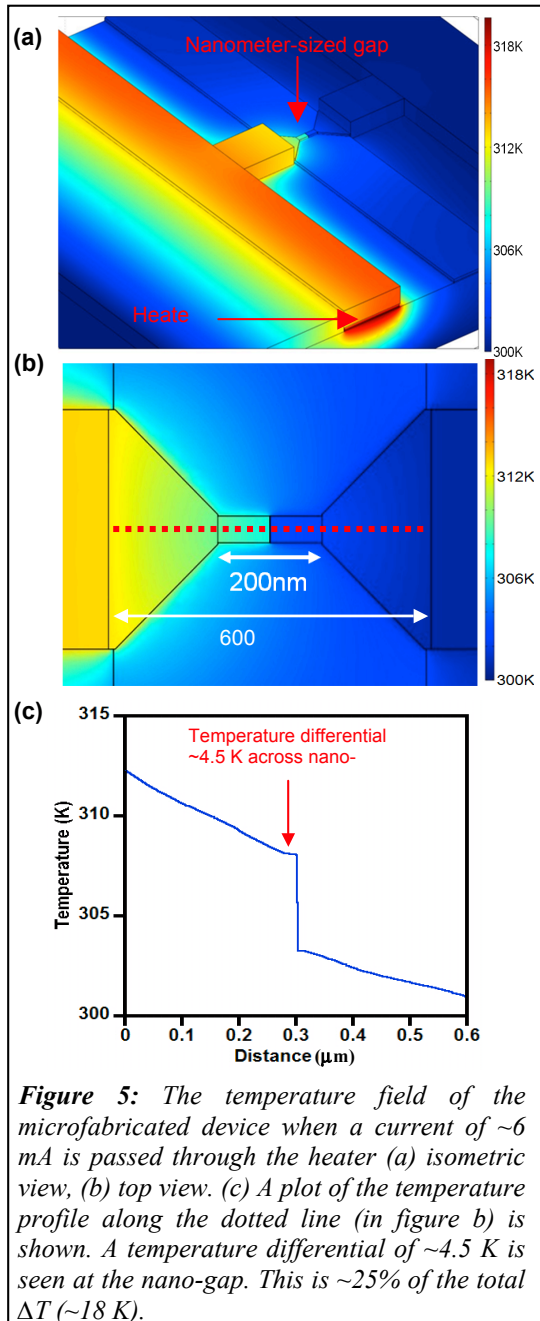 (a)
Nanometer-sized gap
318K
312K
306K
300K
Heate
(b)
318K
312K
306K
300K
200nm
600
(c)
315
310
305
300
Temperature (K)
Temperature differential
~4.5 K across nano-
0 0.1 0.2 0.3 0.4 0.5 0.6
Distance (μm)
Figure 5: The temperature field of the
microfabricated device when a current of ~6
mA is passed through the heater (a) isometric
view, (b) top view. (c) A plot of the temperature
profile along the dotted line (in figure b) is
shown. A temperature differential of ~4.5 K is
seen at the nano-gap. This is ~25% of the total
ΔT (~18 K).